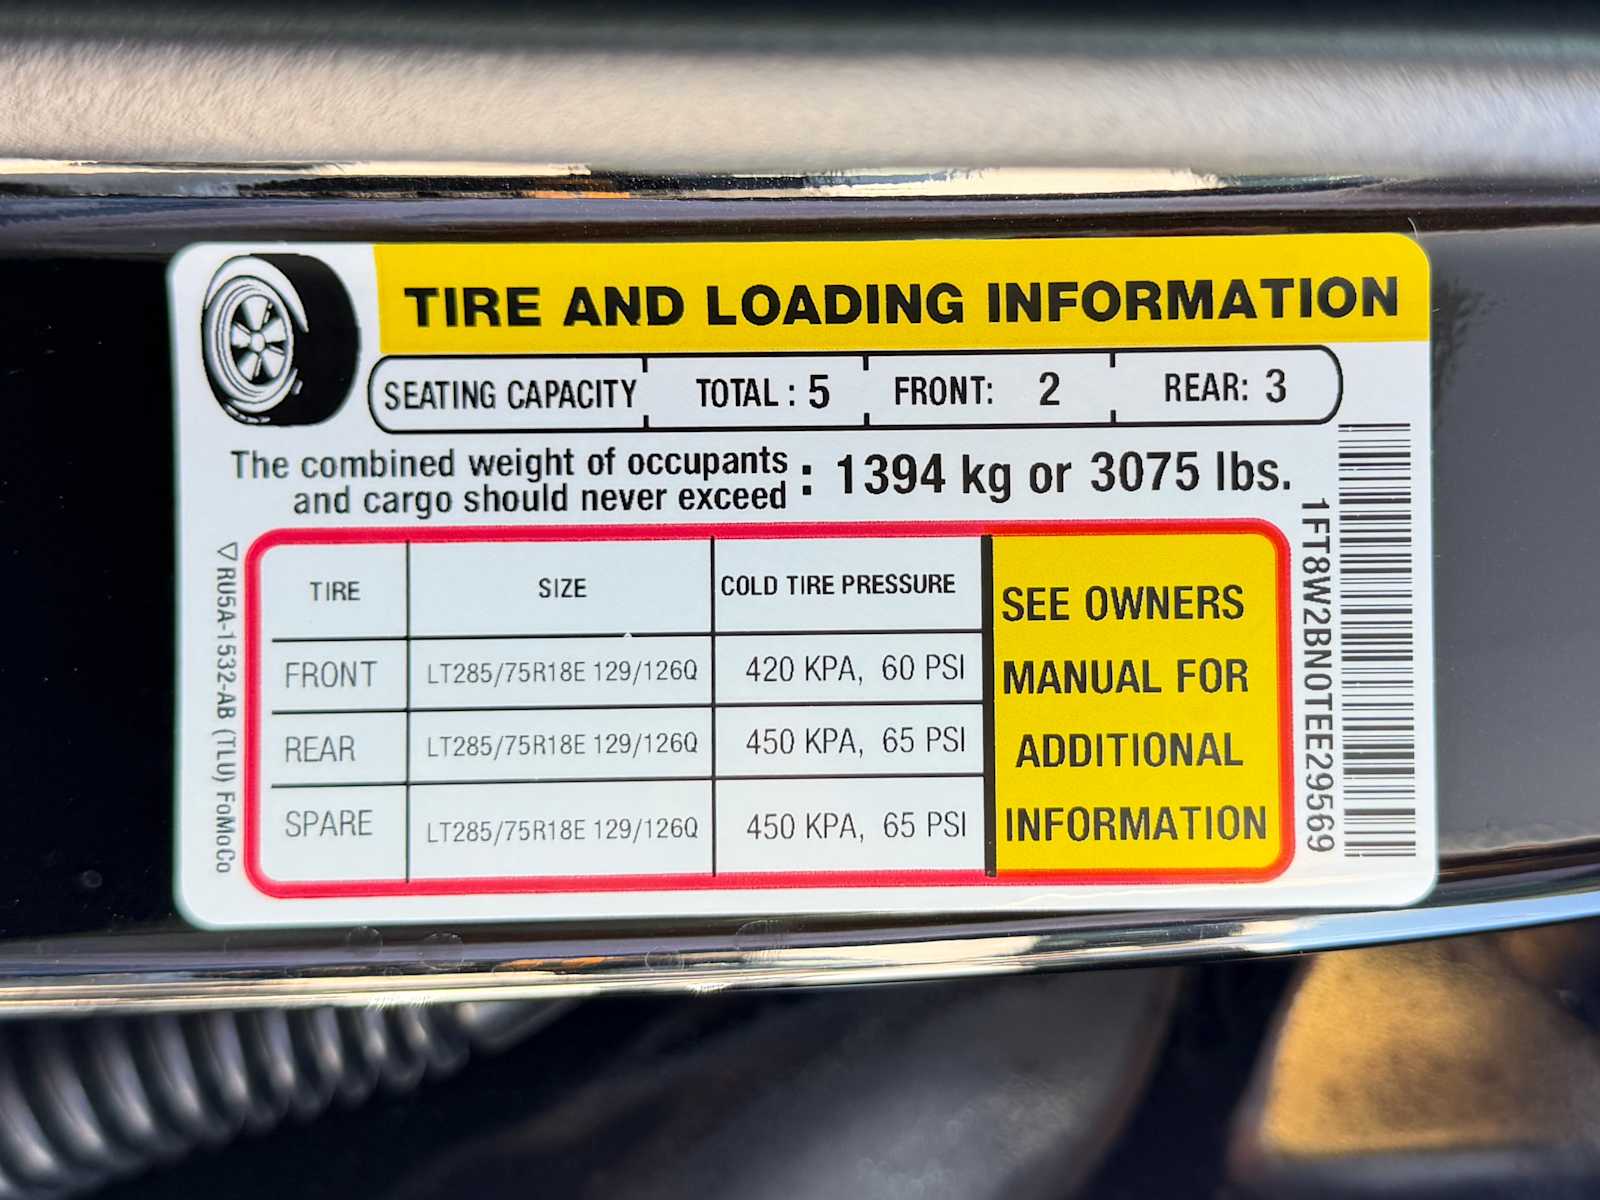 TIRE AND LOADING INFORMATION
SEATING CAPACITY TOTAL : 5 FRONT: 2 REAR: 3
The combined weight of occupants
and cargo should never exceed : 1394 kg or 3075 lbs.
TIRE SIZE COLD TIRE PRESSURE
FRONT LT285/75R18E 129/126Q 420 KPA, 60 PSI
REAR LT285/75R18E 129/126Q 450 KPA, 65 PSI
SPARE LT285/75R18E 129/126Q 450 KPA, 65 PSI
SEE OWNERS
MANUAL FOR
ADDITIONAL
INFORMATION
RU5A-1532-AB (TLU) FoMoCo
1FT8W2BN0TEE29569